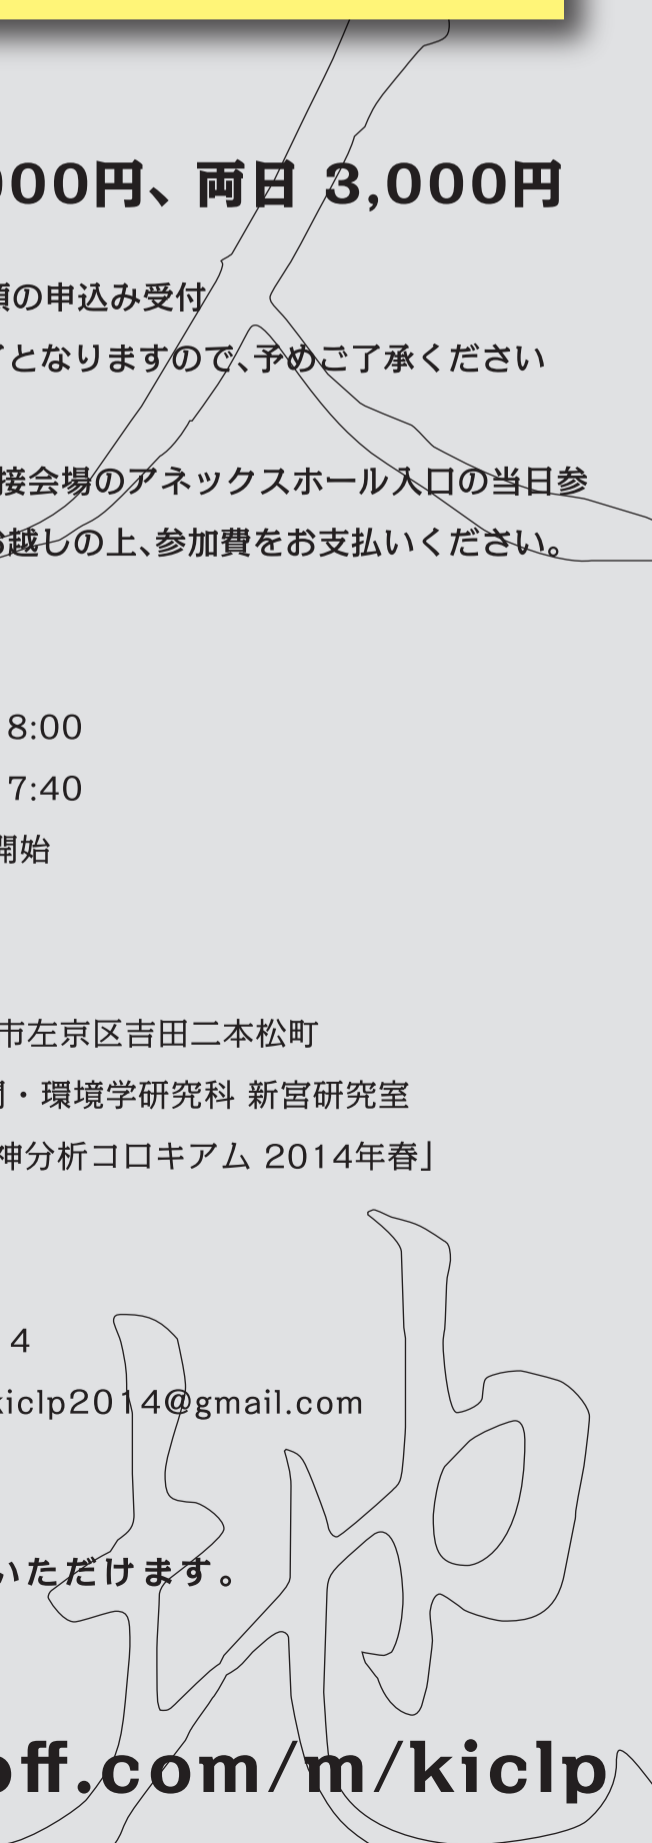 000円、両日 3,000円
の申込み受付
となりますので、予めご了承ください
接会場のアネックスホール入口の当日参
お越しの上、参加費をお支払いください。
8:00
7:40
開始
市左京区吉田二本松町
・環境学研究科 新宮研究室
神分析コロキアム 2014年春」
4
kiclp2014@gmail.com
いただけます。
off.com/m/kiclp
人
地